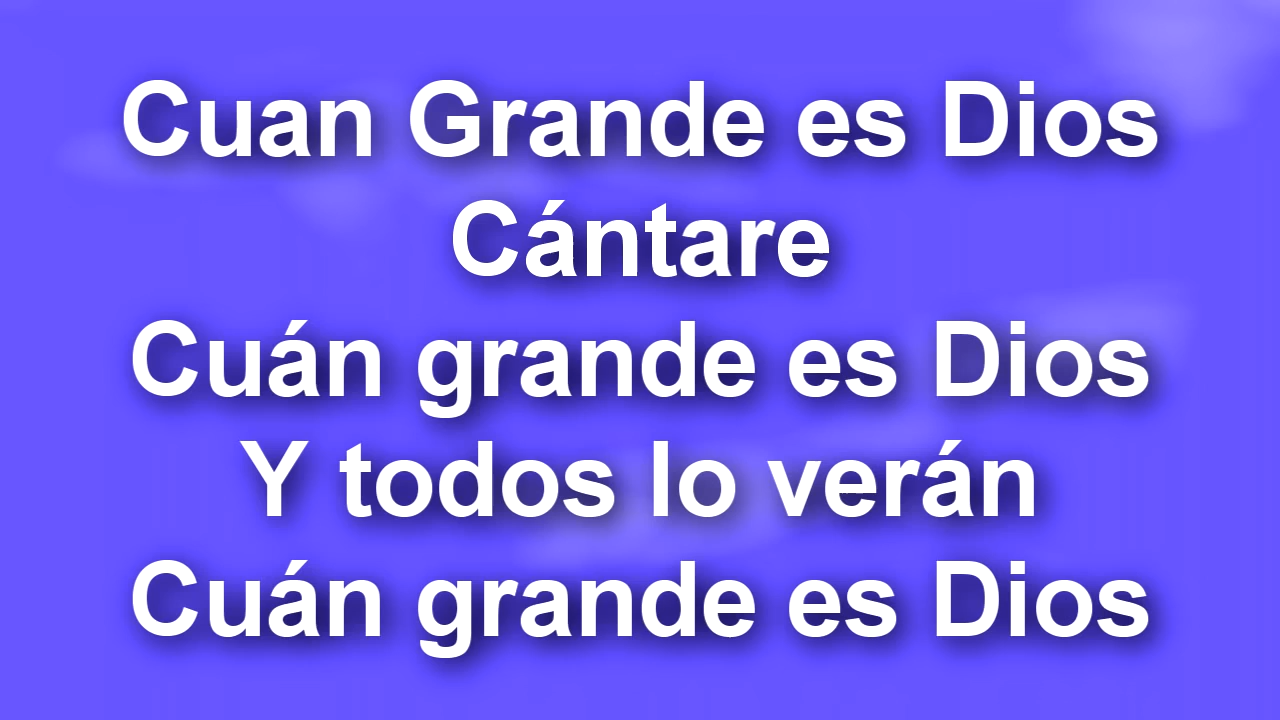 Cuan Grande es Dios
Cántare
Cuán grande es Dios
Y todos lo verán
Cuán grande es Dios